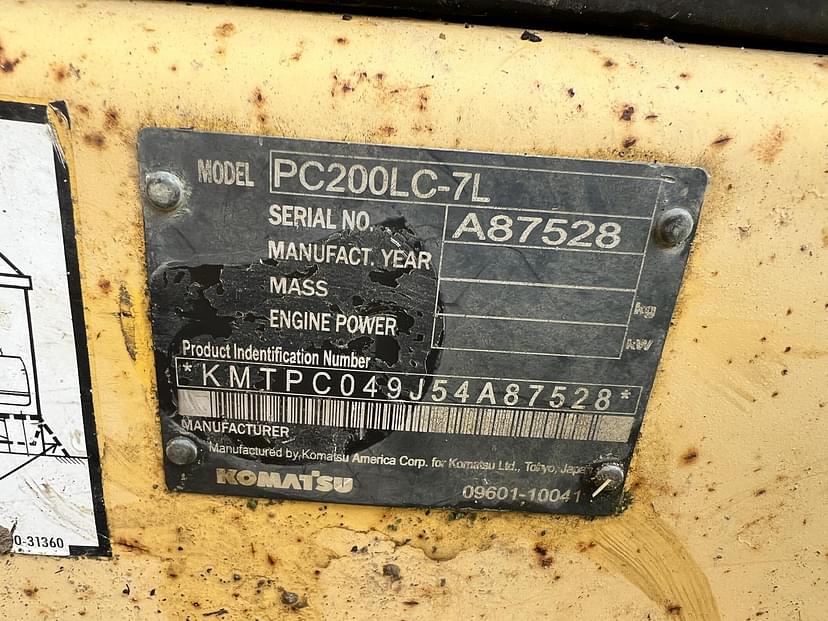 MODEL PC200LC-7L
SERIAL NO. A87528
MANUFACT. YEAR
MASS kg
ENGINE POWER kW
Product Indentification Number
*KMTPC049J54A87528*
MANUFACTURER
Manufactured by Komatsu America Corp. for Komatsu Ltd., Tokyo, Japan
KOMATSU 09601-10041
0-31360